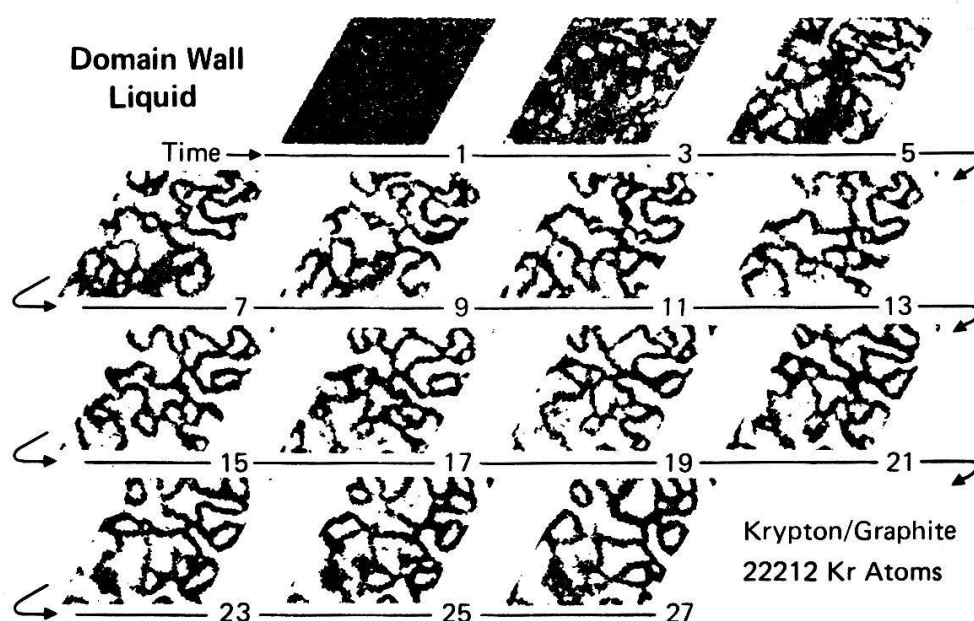 Domain Wall
Liquid
Time 1 3 5
7 9 11 13
15 17 19 21
Krypton/Graphite
22212 Kr Atoms
23 25 27